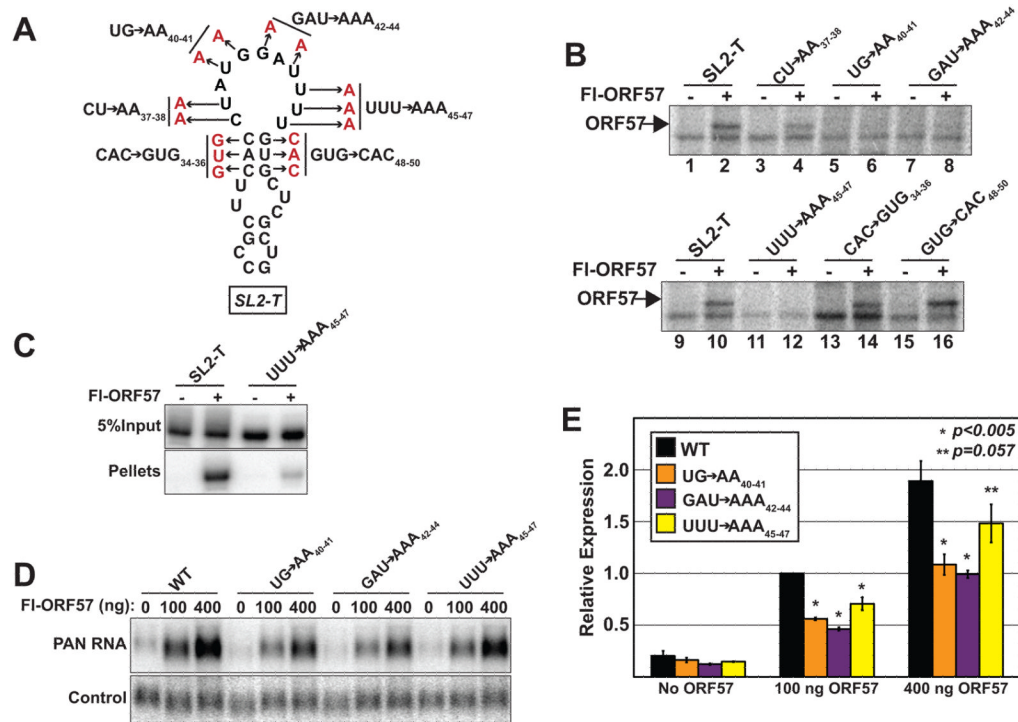 A
UG→AA40-41
GAU→AAA42-44
A A A A A
U G G A U
A U
U U
C U
CU→AA37-38
A A
A A A
UUU→AAA45-47
CAC→GUG34-36
G U G
C A C
G U G
C A C
GUG→CAC48-50
U U C G C C
C U C G C U G
SL2-T
B
SL2-T CU→AA37-38 UG→AA40-41 GAU→AAA42-44
Fl-ORF57 - + - + - + - +
ORF57
1 2 3 4 5 6 7 8
SL2-T UUU→AAA45-47 CAC→GUG34-36 GUG→CAC48-50
Fl-ORF57 - + - + - + - +
ORF57
9 10 11 12 13 14 15 16
C
SL2-T UUU→AAA45-47
Fl-ORF57 - + - +
5%Input
Pellets
D
WT UG→AA40-41 GAU→AAA42-44 UUU→AAA45-47
Fl-ORF57 (ng): 0 100 400 0 100 400 0 100 400 0 100 400
PAN RNA
Control
E
* p<0.005
** p=0.057
WT
UG→AA40-41
GAU→AAA42-44
UUU→AAA45-47
Relative Expression
2.0
1.5
1.0
0.5
* * *
* * **
No ORF57 100 ng ORF57 400 ng ORF57